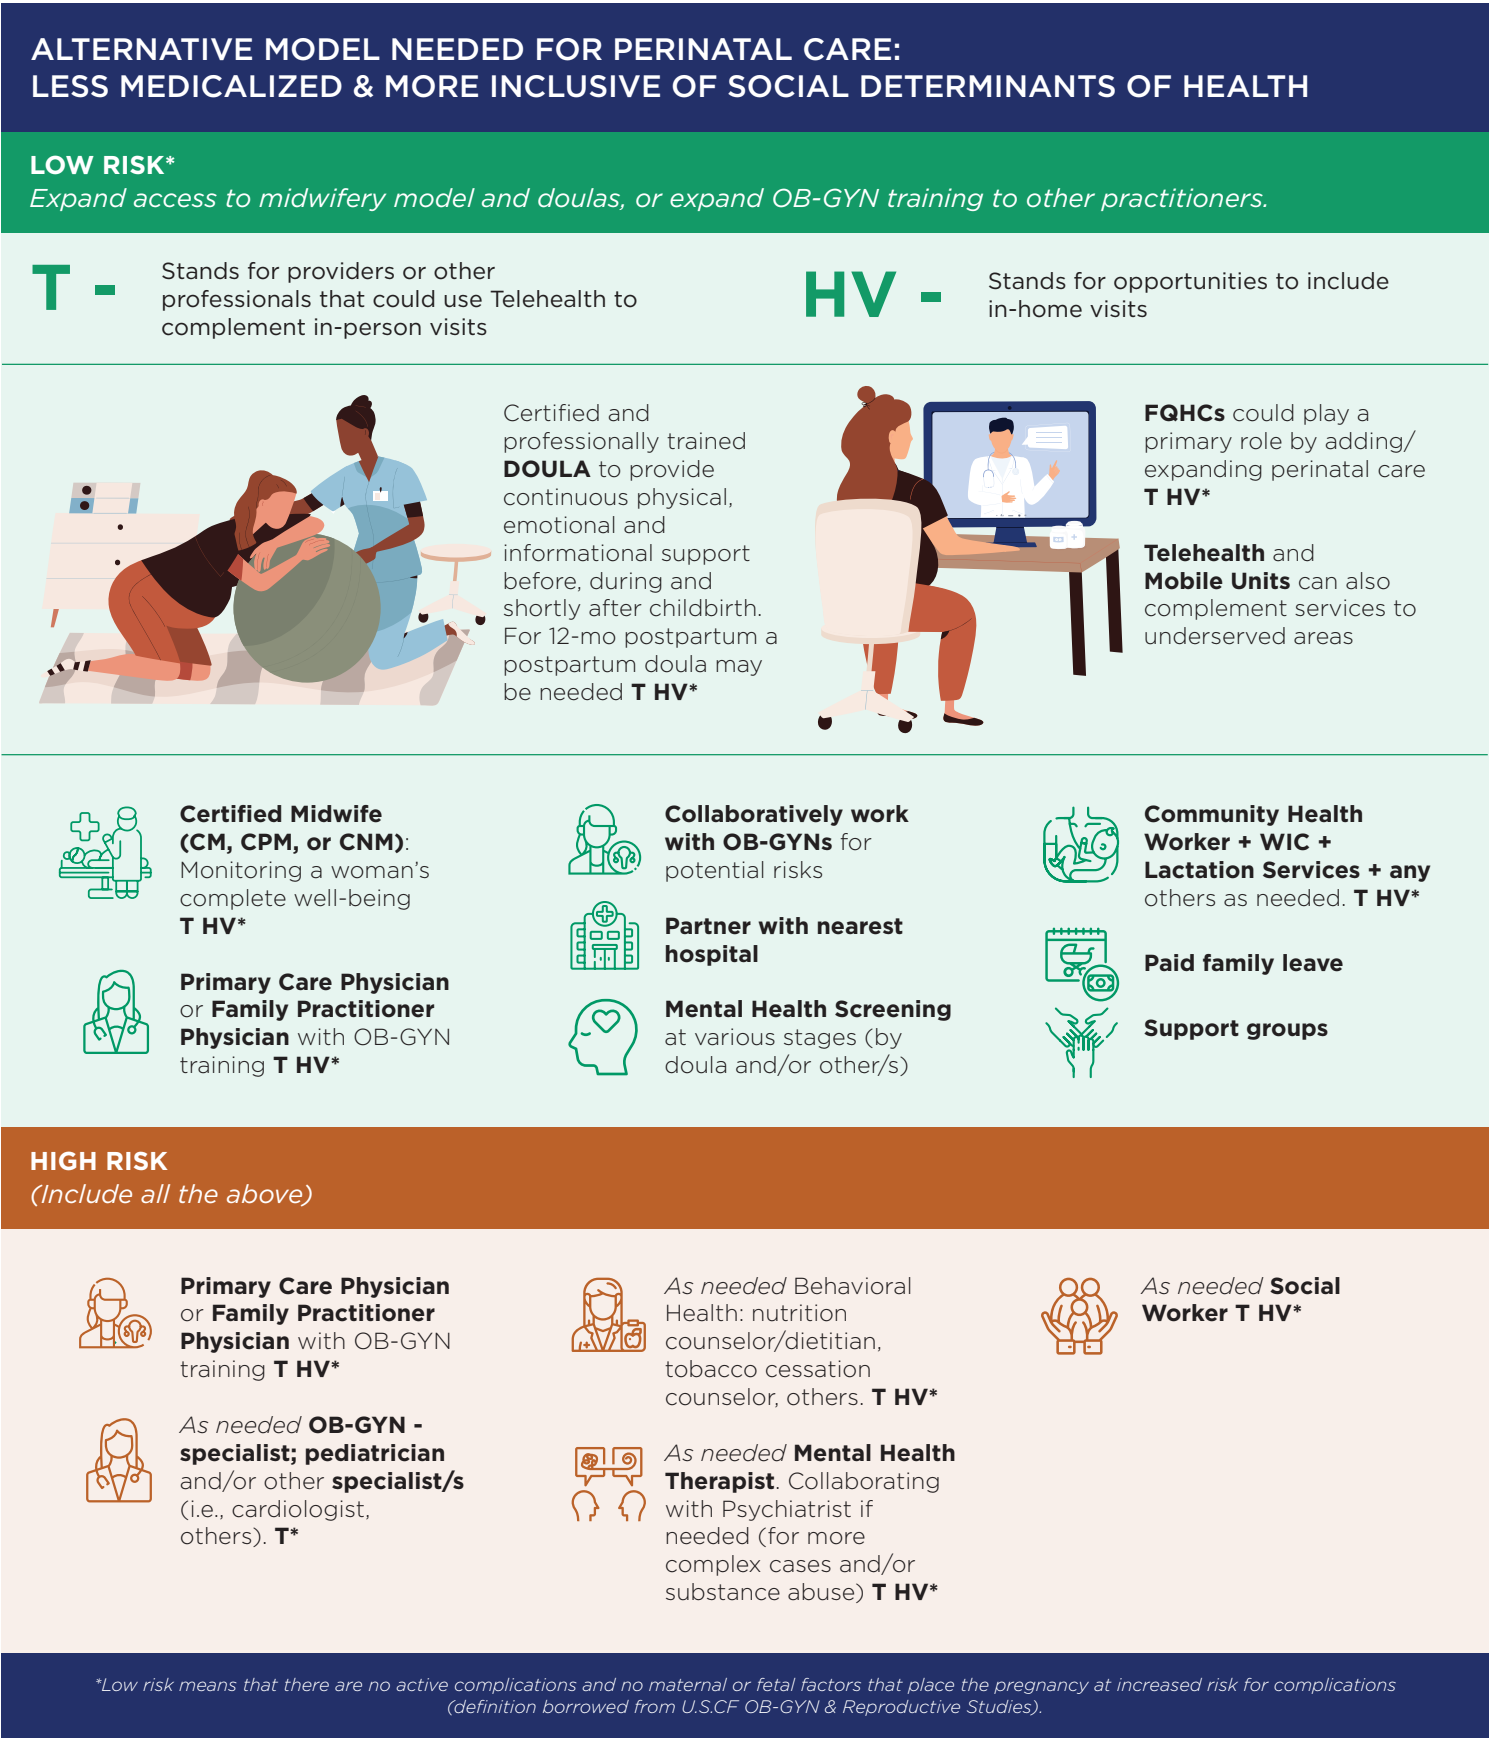 ALTERNATIVE MODEL NEEDED FOR PERINATAL CARE:
LESS MEDICALIZED & MORE INCLUSIVE OF SOCIAL DETERMINANTS OF HEALTH
LOW RISK*
Expand access to midwifery model and doulas, or expand OB-GYN training to other practitioners.
T -
Stands for providers or other
professionals that could use Telehealth to
complement in-person visits
HV -
Stands for opportunities to include
in-home visits
Certified and
professionally trained
DOULA to provide
continuous physical,
emotional and
informational support
before, during and
shortly after childbirth.
For 12-mo postpartum a
postpartum doula may
be needed T HV*
FQHCs could play a
primary role by adding/
expanding perinatal care
T HV*
Telehealth and
Mobile Units can also
complement services to
underserved areas
Certified Midwife
(CM, CPM, or CNM):
Monitoring a woman's
complete well-being
T HV*
Primary Care Physician
or Family Practitioner
Physician with OB-GYN
training T HV*
Collaboratively work
with OB-GYNs for
potential risks
Partner with nearest
hospital
Mental Health Screening
at various stages (by
doula and/or other/s)
Community Health
Worker + WIC +
Lactation Services + any
others as needed. T HV*
Paid family leave
Support groups
HIGH RISK
(Include all the above)
Primary Care Physician
or Family Practitioner
Physician with OB-GYN
training T HV*
As needed OB-GYN -
specialist; pediatrician
and/or other specialist/s
(i.e., cardiologist,
others). T*
As needed Behavioral
Health: nutrition
counselor/dietitian,
tobacco cessation
counselor, others. T HV*
As needed Mental Health
Therapist. Collaborating
with Psychiatrist if
needed (for more
complex cases and/or
substance abuse) T HV*
As needed Social
Worker T HV*
*Low risk means that there are no active complications and no maternal or fetal factors that place the pregnancy at increased risk for complications
(definition borrowed from U.S.CF OB-GYN & Reproductive Studies).